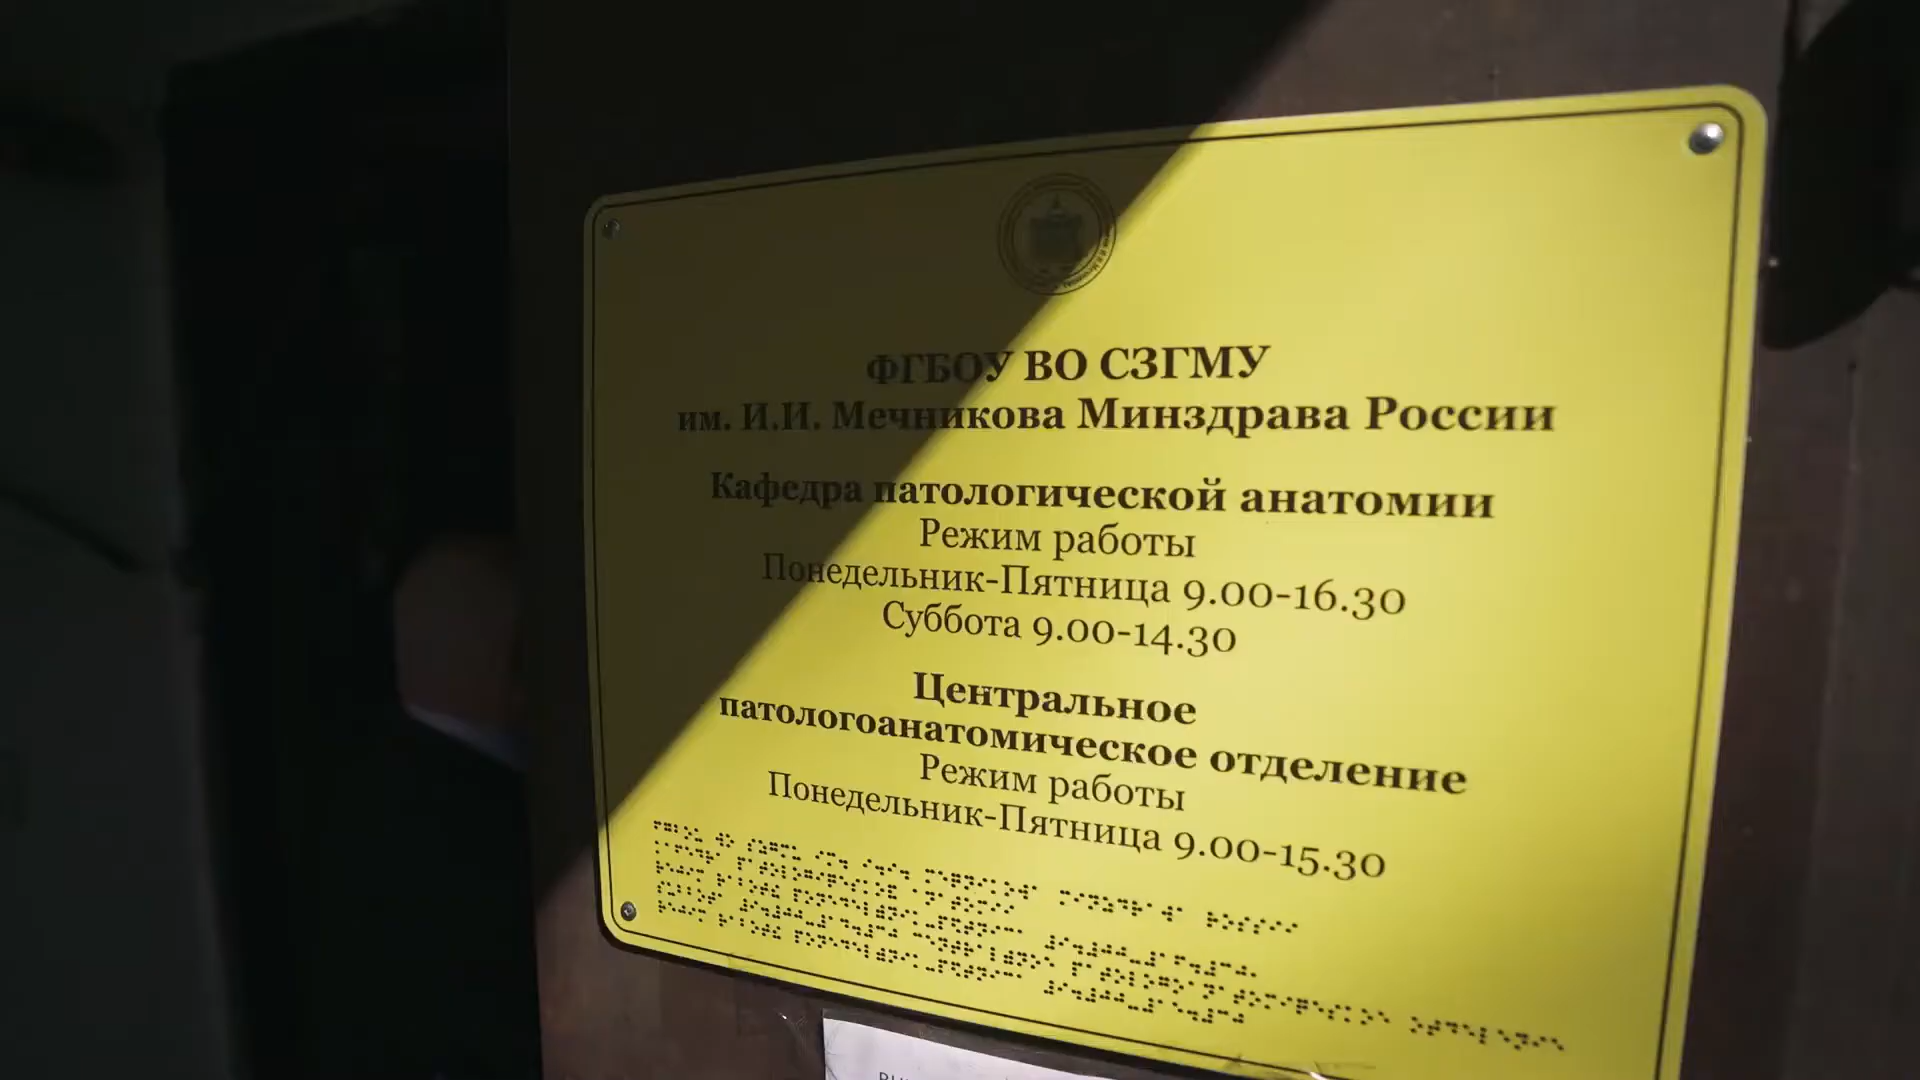 ФГБОУ ВО СЗГМУ
им. И.И. Мечникова Минздрава России
Кафедра патологической анатомии
Режим работы
Понедельник-Пятница 9.00-16.30
Суббота 9.00-14.30
Центральное
патологоанатомическое отделение
Режим работы
Понедельник-Пятница 9.00-15.30